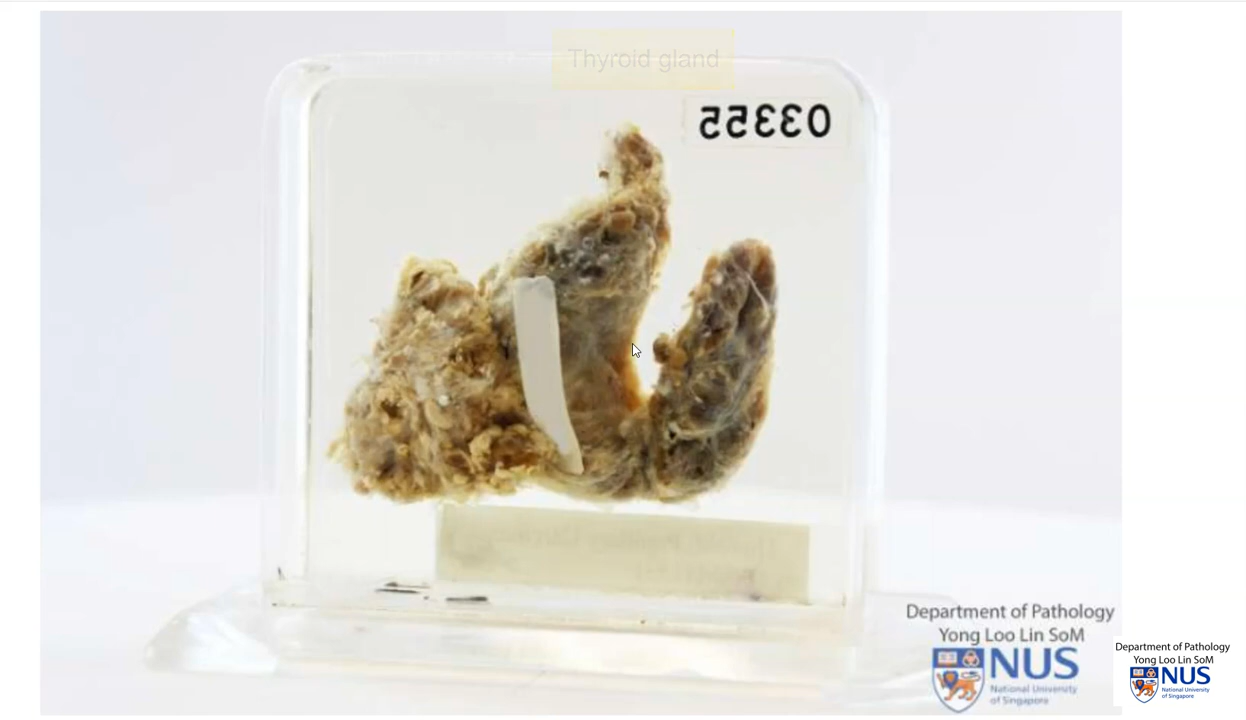 Thyroid gland
03355
Department of Pathology
Yong Loo Lin SoM
NUS
National University
of Singapore
Department of Pathology
Yong Loo Lin SoM
NUS
National University
of Singapore